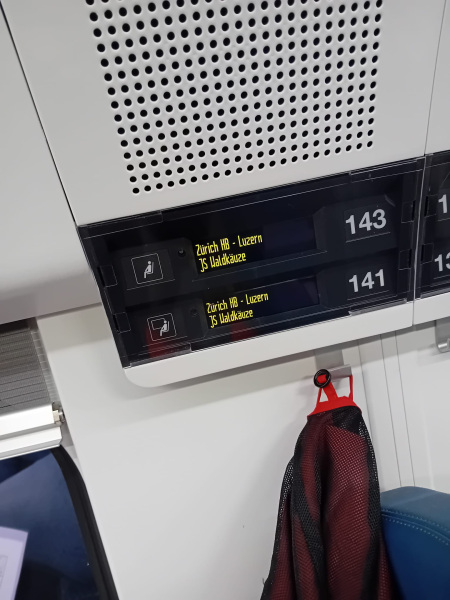 Zürich HB - Luzern
JS Waldkäuze
143
Zürich HB - Luzern
JS Waldkäuze
141